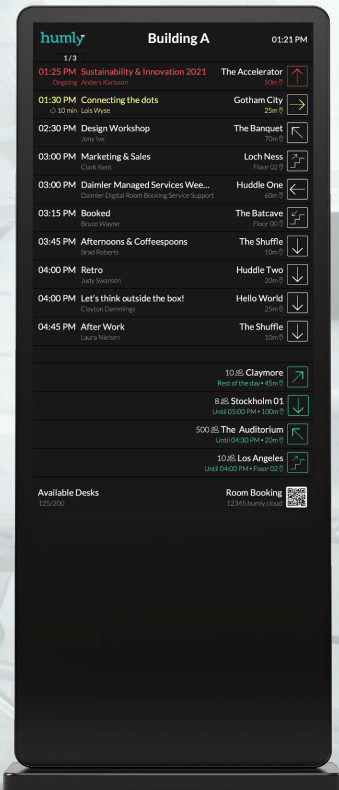 humly
Building A
01:21 PM
1/3
01:25 PM Sustainability & Innovation 2021 The Accelerator
Ongoing Anders Karlsson 50m
01:30 PM Connecting the dots Gotham City
10 min Lois Wyse 25m
02:30 PM Design Workshop The Banquet
Jony Ive 70m
03:00 PM Marketing & Sales Loch Ness
Clark Kent Floor 02
03:00 PM Daimler Managed Services Wee... Huddle One
Daimler Digital Room Booking Service Support 60m
03:15 PM Booked The Batcave
Bruce Wayne Floor 00
03:45 PM Afternoons & Coffeespoons The Shuffle
Brad Roberts 10m
04:00 PM Retro Huddle Two
Judy Swanson 20m
04:00 PM Let's think outside the box! Hello World
Clayton Demmings 25m
04:45 PM After Work The Shuffle
Laura Nielsen 10m
10 Claymore
Rest of the day • 45m
8 Stockholm 01
Until 05:00 PM • 100m
500 The Auditorium
Until 04:30 PM • 20m
10 Los Angeles
Until 04:00 PM • Floor 02
Available Desks Room Booking
125/200 12345.humly.cloud